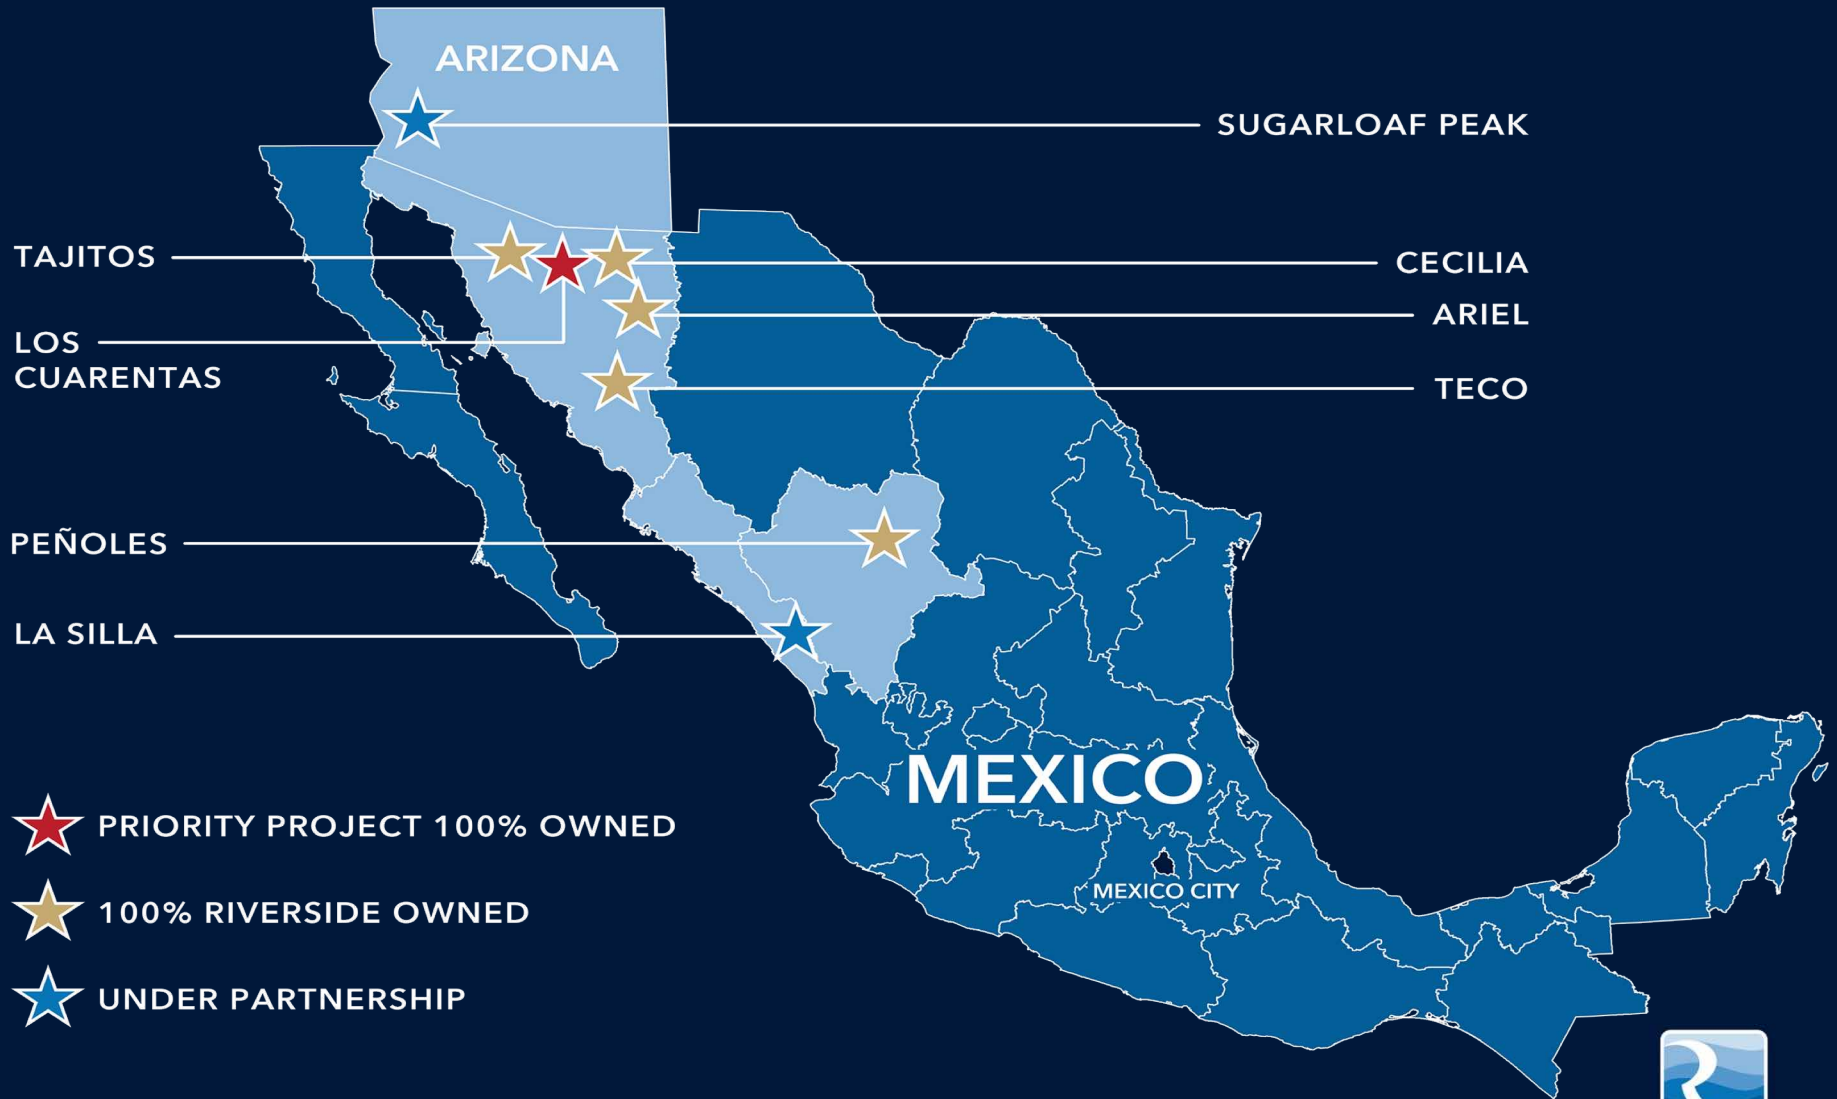 ARIZONA
SUGARLOAF PEAK
TAJITOS
CECILIA
ARIEL
LOS
CUARENTAS
TECO
PEÑOLES
LA SILLA
MEXICO
MEXICO CITY
PRIORITY PROJECT 100% OWNED
100% RIVERSIDE OWNED
UNDER PARTNERSHIP